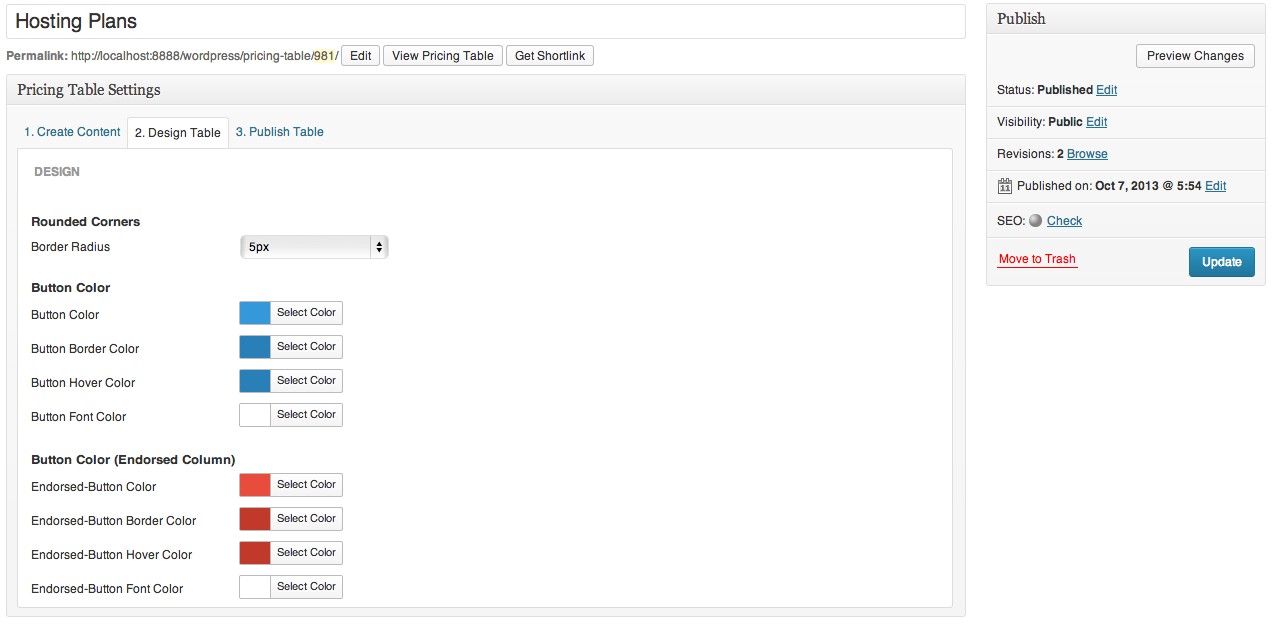 Hosting Plans
Permalink: http://localhost:8888/wordpress/pricing-table/981/ Edit View Pricing Table Get Shortlink
Pricing Table Settings
1. Create Content 2. Design Table 3. Publish Table
DESIGN
Rounded Corners
Border Radius 5px
Button Color
Button Color Select Color
Button Border Color Select Color
Button Hover Color Select Color
Button Font Color Select Color
Button Color (Endorsed Column)
Endorsed-Button Color Select Color
Endorsed-Button Border Color Select Color
Endorsed-Button Hover Color Select Color
Endorsed-Button Font Color Select Color
Publish
Preview Changes
Status: Published Edit
Visibility: Public Edit
Revisions: 2 Browse
11 Published on: Oct 7, 2013 @ 5:54 Edit
SEO: Check
Move to Trash Update